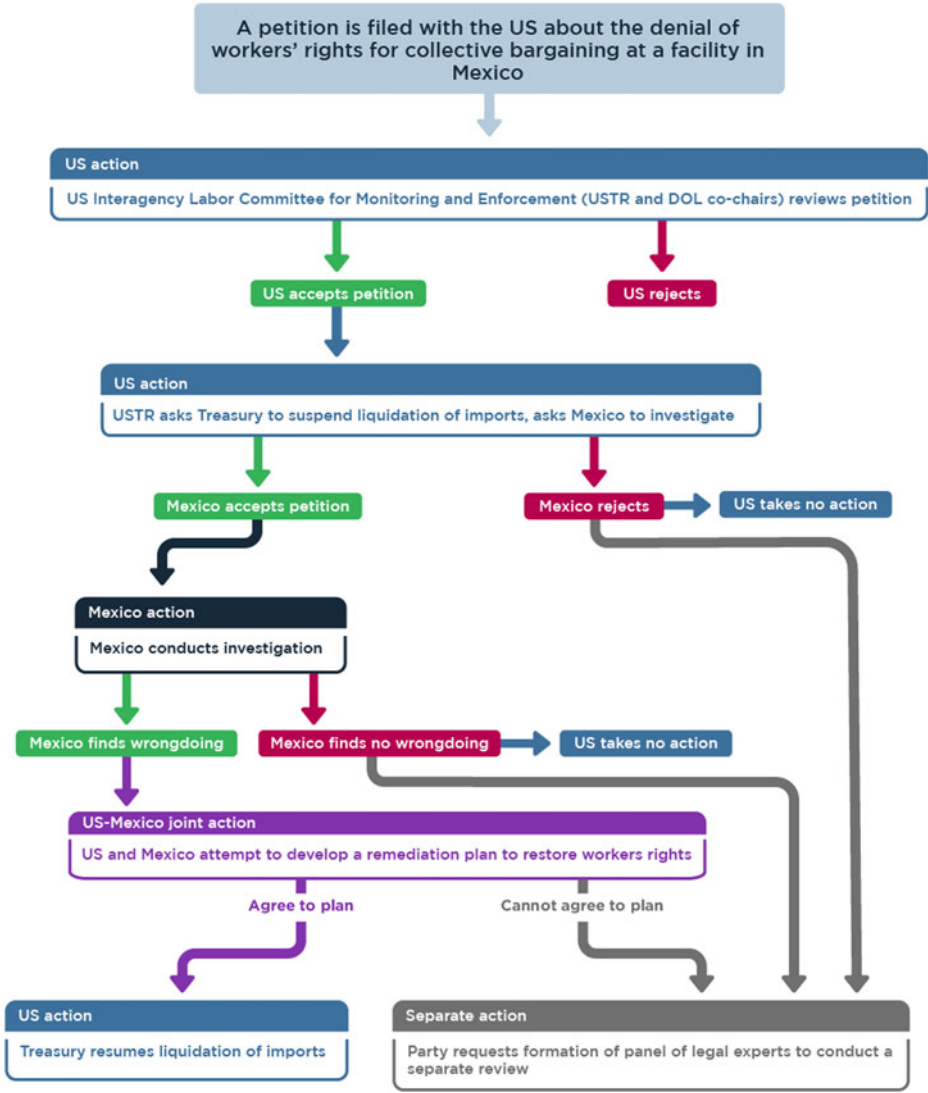 A petition is filed with the US about the denial of
workers’ rights for collective bargaining at a facility in
Mexico
US action
US Interagency Labor Committee for Monitoring and Enforcement (USTR and DOL co-chairs) reviews petition
US accepts petition
US rejects
US action
USTR asks Treasury to suspend liquidation of imports, asks Mexico to investigate
Mexico accepts petition
Mexico rejects
US takes no action
Mexico action
Mexico conducts investigation
Mexico finds wrongdoing
Mexico finds no wrongdoing
US takes no action
US-Mexico joint action
US and Mexico attempt to develop a remediation plan to restore workers rights
Agree to plan
Cannot agree to plan
US action
Treasury resumes liquidation of imports
Separate action
Party requests formation of panel of legal experts to conduct a
separate review